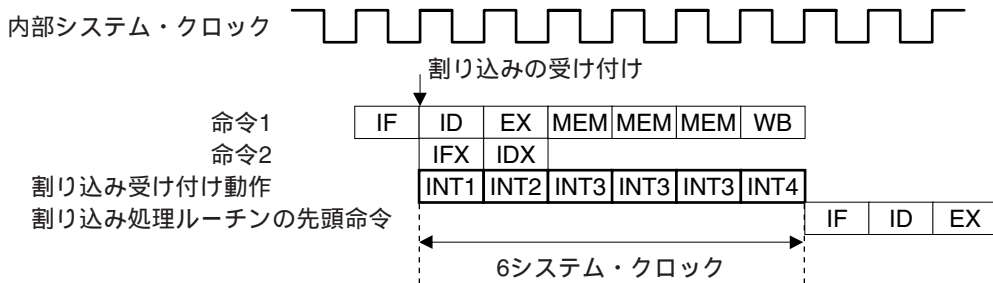 内部システム・クロック
割り込みの受け付け
命令1 IF ID EX MEM MEM MEM WB
命令2 IFX IDX
割り込み受け付け動作 INT1 INT2 INT3 INT3 INT3 INT4
割り込み処理ルーチンの先頭命令 IF ID EX
6システム・クロック